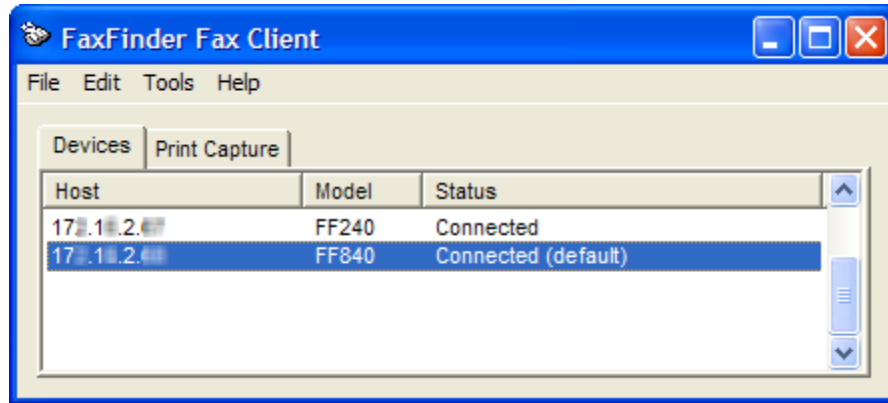 FaxFinder Fax Client
File Edit Tools Help
Devices Print Capture
Host Model Status
FF240 Connected
FF840 Connected (default)